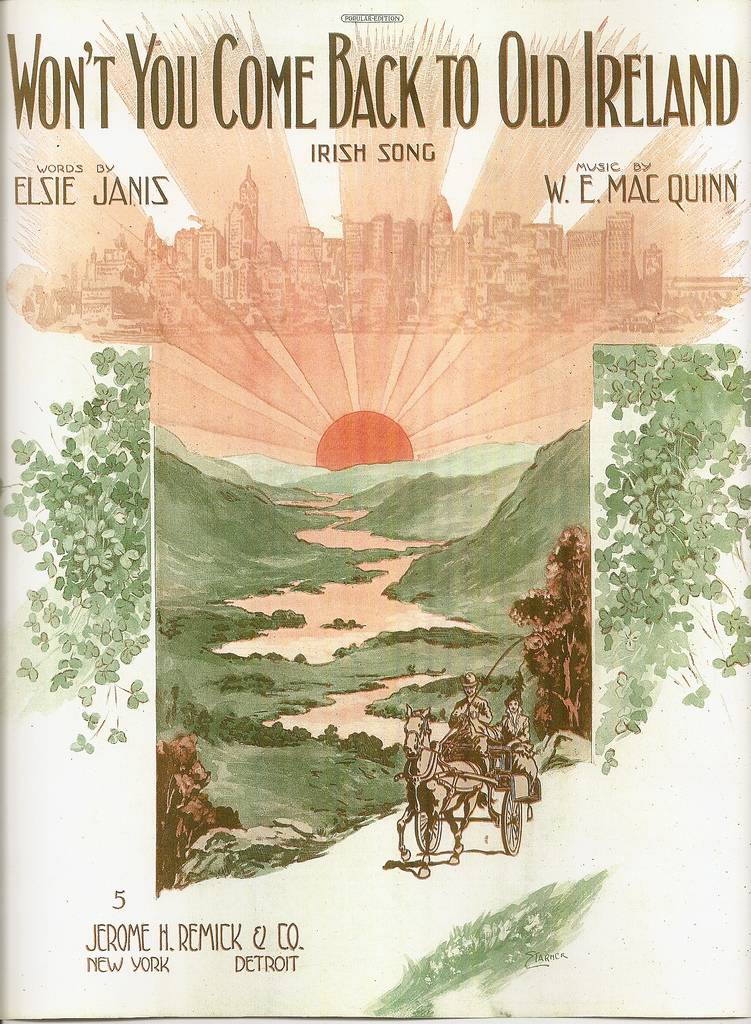 POPULAR-EDITION
WON'T YOU COME BACK TO OLD IRELAND
IRISH SONG
WORDS BY
ELSIE JANIS
MUSIC BY
W. E. MAC QUINN
5
JEROME H. REMICK & CO.
NEW YORK DETROIT
STARMER